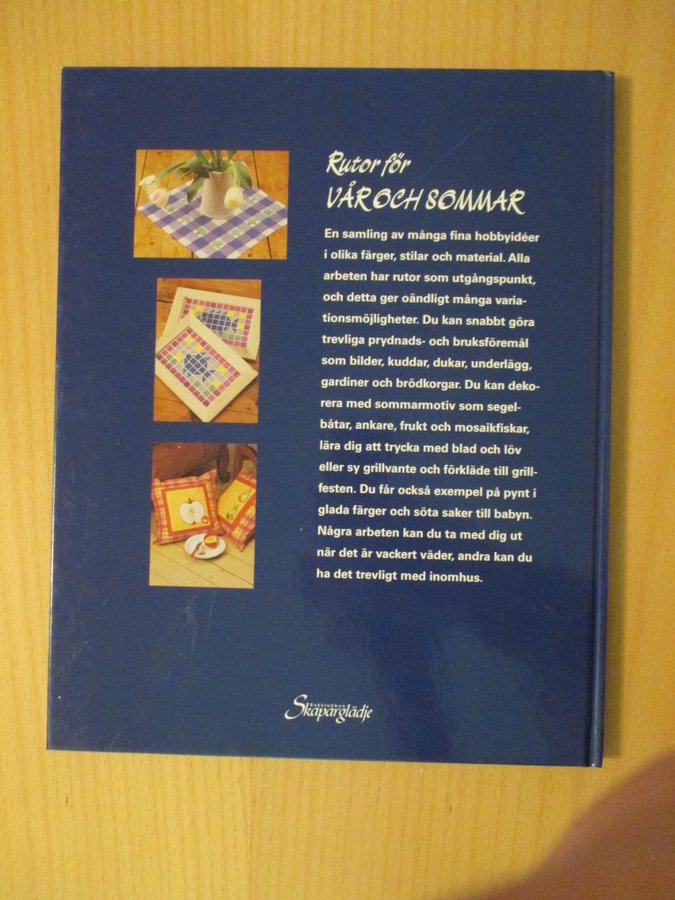 Rutor för
VÅR OCH SOMMAR
En samling av många fina hobbyidéer
i olika färger, stilar och material. Alla
arbeten har rutor som utgångspunkt,
och detta ger oändligt många varia-
tionsmöjligheter. Du kan snabbt göra
trevliga prydnads- och bruksföremål
som bilder, kuddar, dukar, underlägg,
gardiner och brödkorgar. Du kan deko-
rera med sommarmotiv som segel-
båtar, ankare, frukt och mosaikfiskar,
lära dig att trycka med blad och löv
eller sy grillvante och förkläde till grill-
festen. Du får också exempel på pynt i
glada färger och söta saker till babyn.
Några arbeten kan du ta med dig ut
när det är vackert väder, andra kan du
ha det trevligt med inomhus.
Bokklubben
Skaparglädje